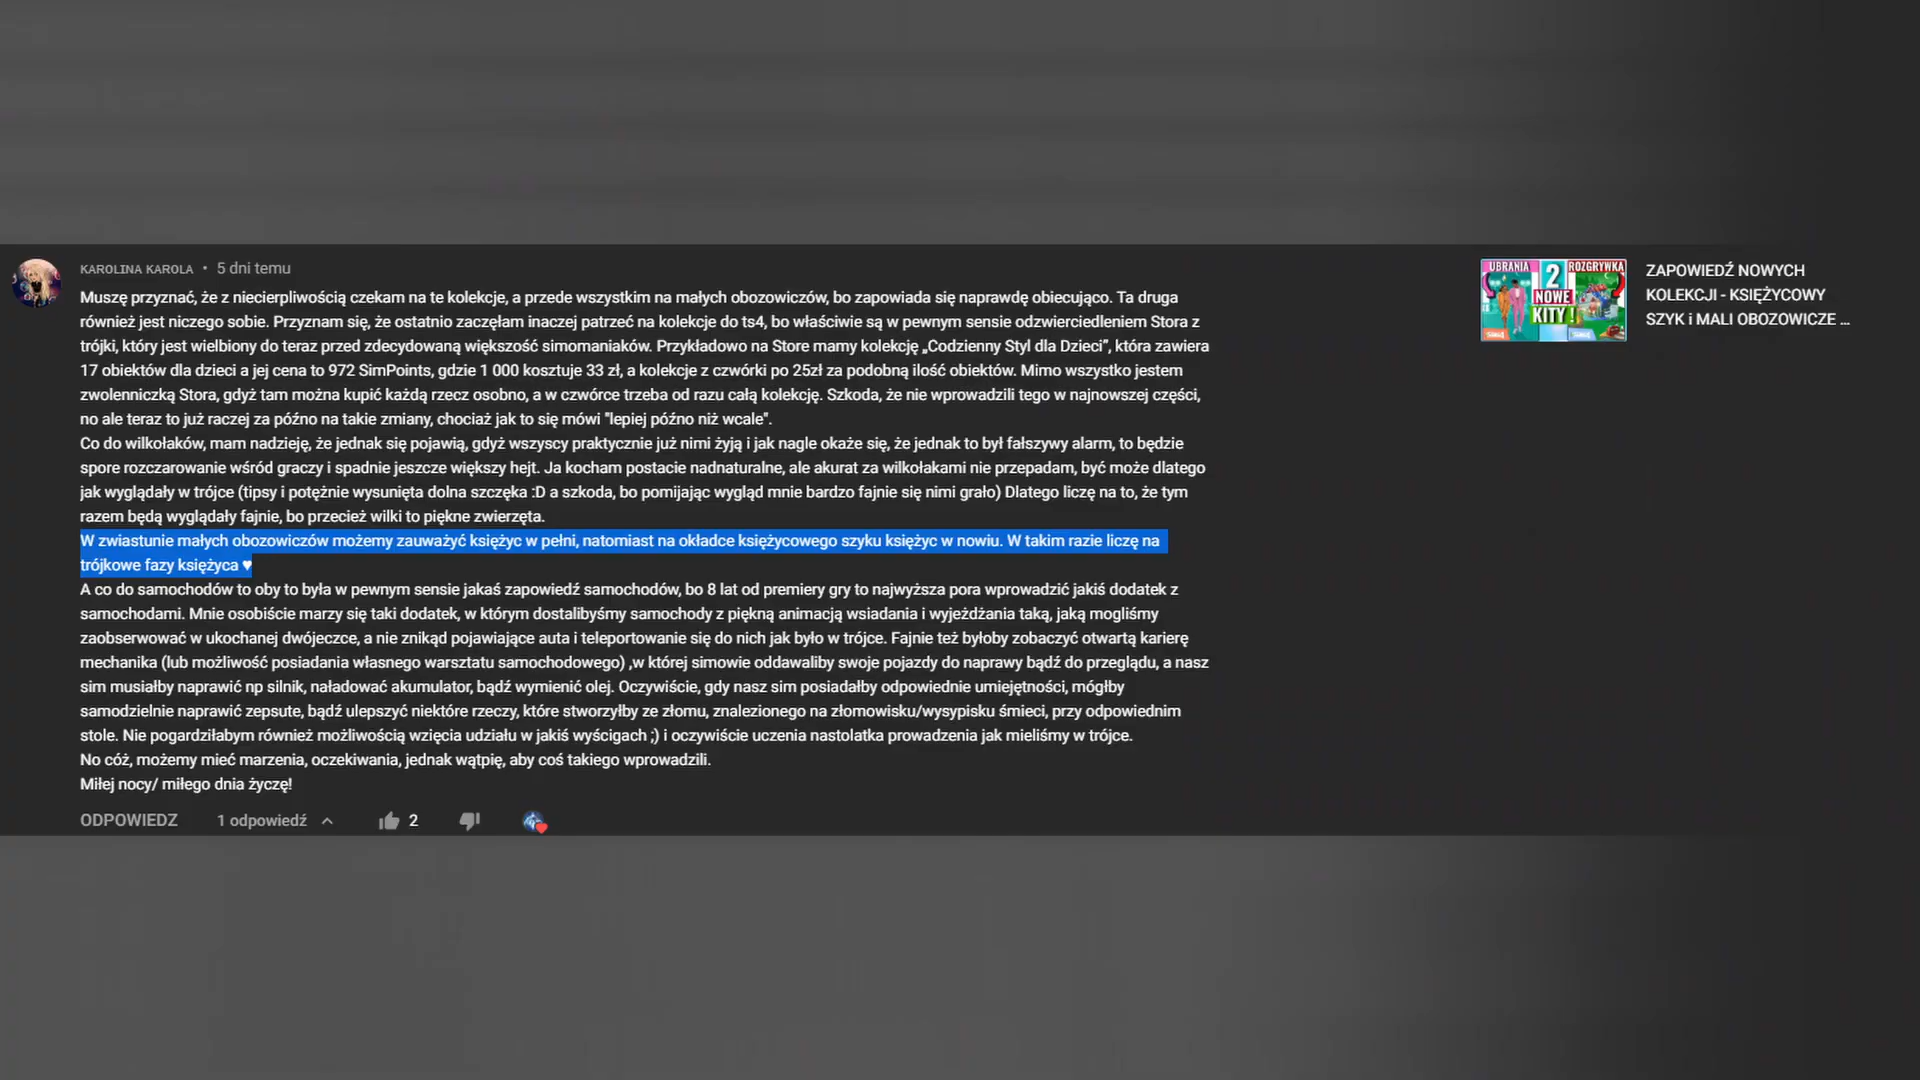 KAROLINA KAROLA • 5 dni temu
Muszę przyznać, że z niecierpliwością czekam na te kolekcje, a przede wszystkim na małych obozowiczów, bo zapowiada się naprawdę obiecująco. Ta druga
również jest niczego sobie. Przyznam się, że ostatnio zaczęłam inaczej patrzeć na kolekcje do ts4, bo właściwie są w pewnym sensie odzwierciedleniem Stora z
trójki, który jest wielbiony do teraz przed zdecydowaną większość simomaniaków. Przykładowo na Store mamy kolekcję „Codzienny Styl dla Dzieci”, która zawiera
17 obiektów dla dzieci a jej cena to 972 SimPoints, gdzie 1 000 kosztuje 33 zł, a kolekcje z czwórki po 25zł za podobną ilość obiektów. Mimo wszystko jestem
zwolenniczką Stora, gdyż tam można kupić każdą rzecz osobno, a w czwórce trzeba od razu całą kolekcję. Szkoda, że nie wprowadzili tego w najnowszej części,
no ale teraz to już raczej za późno na takie zmiany, chociaż jak to się mówi "lepiej późno niż wcale".
Co do wilkołaków, mam nadzieję, że jednak się pojawią, gdyż wszyscy praktycznie już nimi żyją i jak nagle okaże się, że jednak to był fałszywy alarm, to będzie
spore rozczarowanie wśród graczy i spadnie jeszcze większy hejt. Ja kocham postacie nadnaturalne, ale akurat za wilkołakami nie przepadam, być może dlatego
jak wyglądały w trójce (tipsy i potężnie wysunięta dolna szczęka :D a szkoda, bo pomijając wygląd mnie bardzo fajnie się nimi grało) Dlatego liczę na to, że tym
razem będą wyglądały fajnie, bo przecież wilki to piękne zwierzęta.
W zwiastunie małych obozowiczów możemy zauważyć księżyc w pełni, natomiast na okładce księżycowego szyku księżyc w nowiu. W takim razie liczę na
trójkowe fazy księżyca ♥
A co do samochodów to oby to była w pewnym sensie jakaś zapowiedź samochodów, bo 8 lat od premiery gry to najwyższa pora wprowadzić jakiś dodatek z
samochodami. Mnie osobiście marzy się taki dodatek, w którym dostalibyśmy samochody z piękną animacją wsiadania i wyjeżdżania taką, jaką mogliśmy
zaobserwować w ukochanej dwójeczce, a nie znikąd pojawiające auta i teleportowanie się do nich jak było w trójce. Fajnie też byłoby zobaczyć otwartą karierę
mechanika (lub możliwość posiadania własnego warsztatu samochodowego) ,w której simowie oddawaliby swoje pojazdy do naprawy bądź do przeglądu, a nasz
sim musiałby naprawić np silnik, naładować akumulator, bądź wymienić olej. Oczywiście, gdy nasz sim posiadałby odpowiednie umiejętności, mógłby
samodzielnie naprawić zepsute, bądź ulepszyć niektóre rzeczy, które stworzyłby ze złomu, znalezionego na złomowisku/wysypisku śmieci, przy odpowiednim
stole. Nie pogardziłabym również możliwością wzięcia udziału w jakiś wyścigach ;) i oczywiście uczenia nastolatka prowadzenia jak mieliśmy w trójce.
No cóż, możemy mieć marzenia, oczekiwania, jednak wątpię, aby coś takiego wprowadzili.
Miłej nocy/ miłego dnia życzę!
ODPOWIEDZ 1 odpowiedź 2
UBRANIA 2 ROZGRYWKA
NOWE
KITY !
ZAPOWIEDŹ NOWYCH
KOLEKCJI - KSIĘŻYCOWY
SZYK i MALI OBOZOWICZE ...